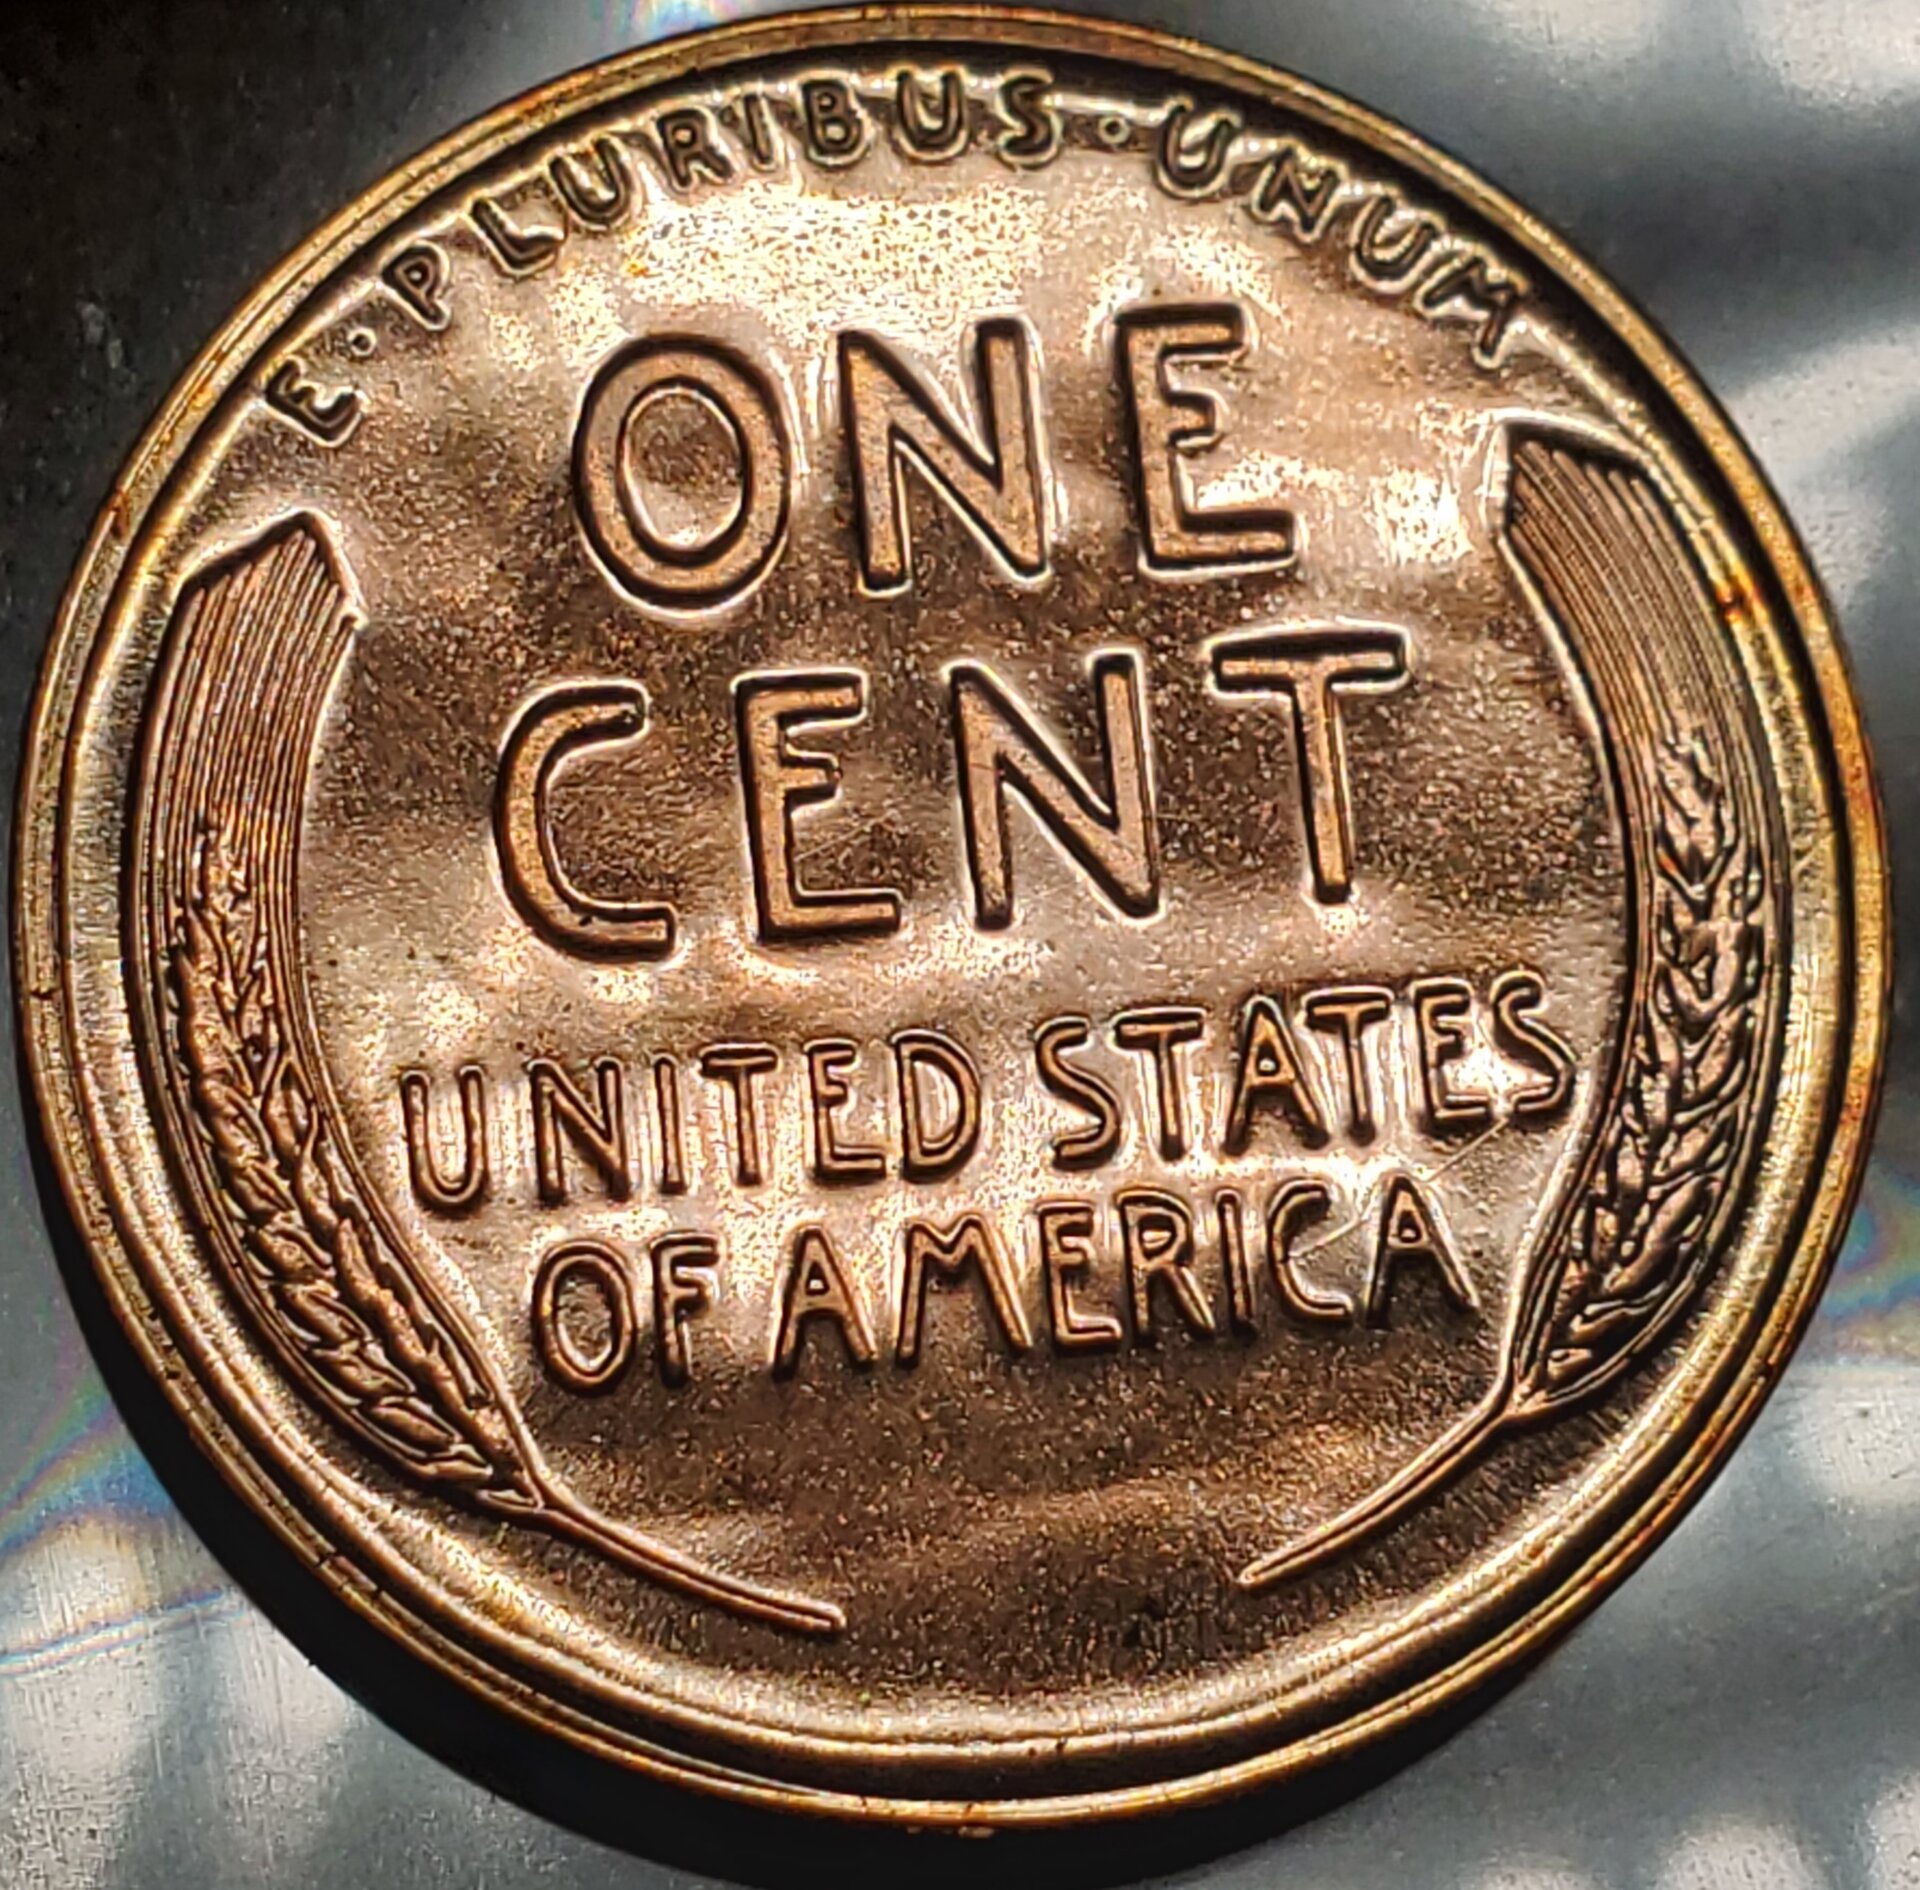 E · PLURIBUS · UNUM
ONE
CENT
UNITED STATES
OF AMERICA